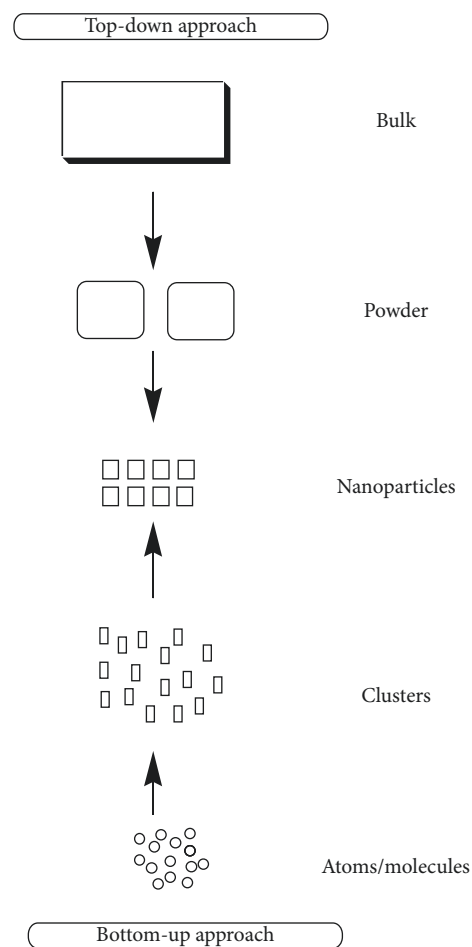 Top-down approach
Bulk
Powder
Nanoparticles
Clusters
Atoms/molecules
Bottom-up approach